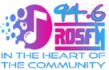 94.6
ROSFM
IN THE HEART OF
THE COMMUNITY